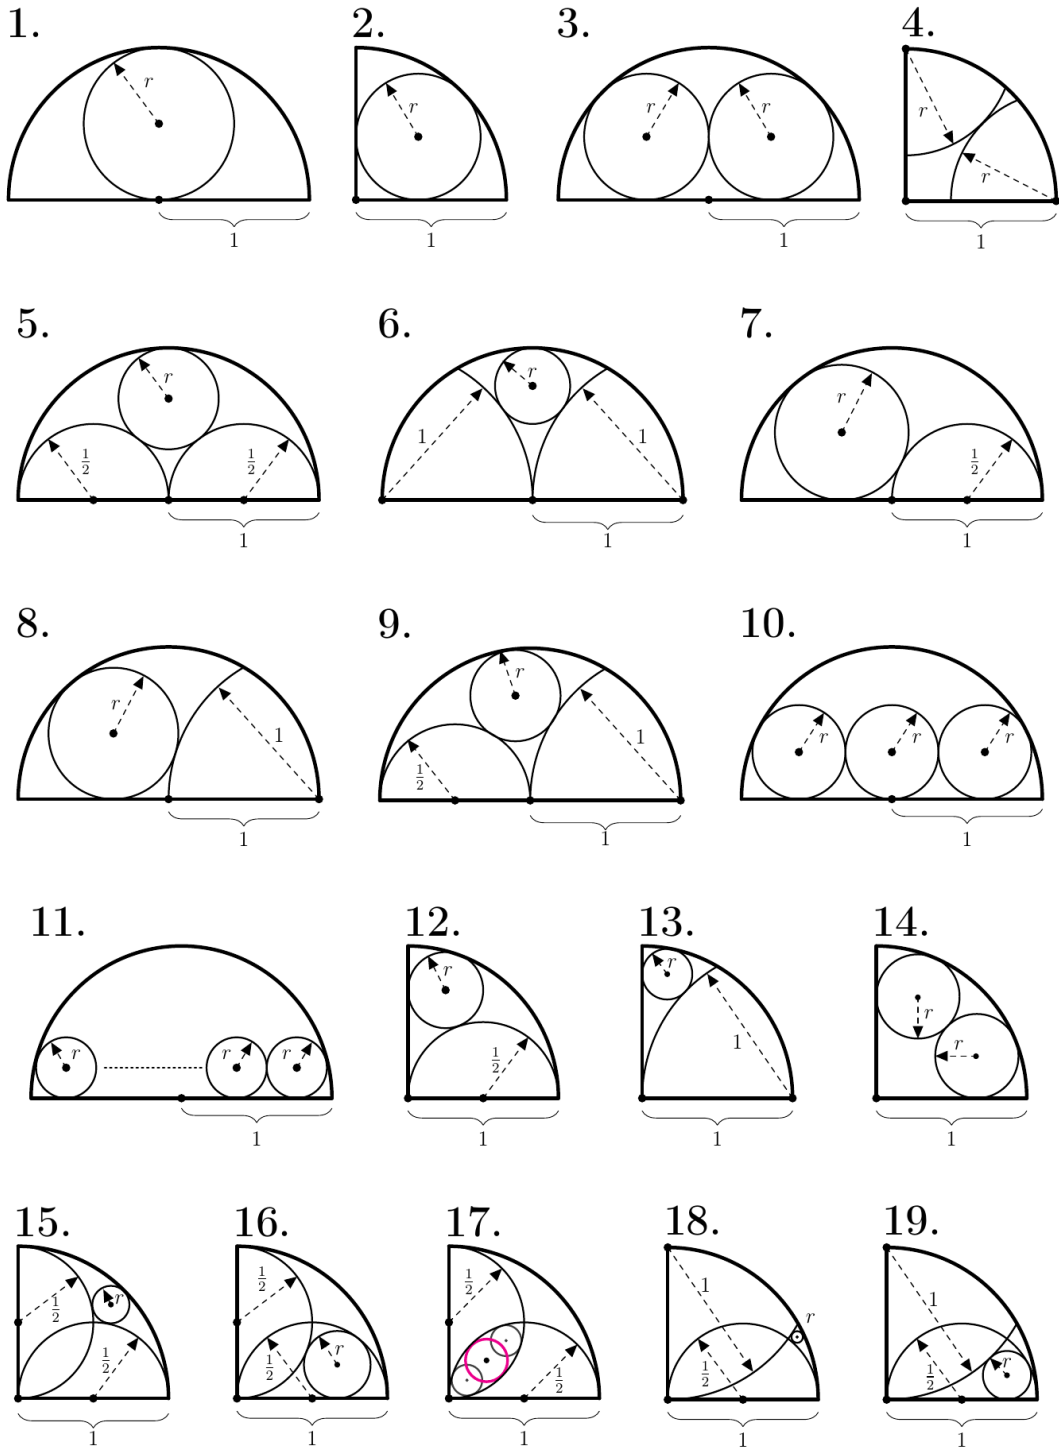 1. 2. 3. 4.
r r r r r r
1 1 1 1
5. 6. 7.
r r r
1/2 1/2 1 1 1/2
1 1 1
8. 9. 10.
r r
1 1 r r r
1/2
1 1 1
11. 12. 13. 14.
r r r r r r
1/2 1 r
1 1 1 1
15. 16. 17. 18. 19.
r 1/2 1/2 1 r 1
1/2 1/2 r 1/2 r
1/2 1/2 1/2 1/2
1 1 1 1 1